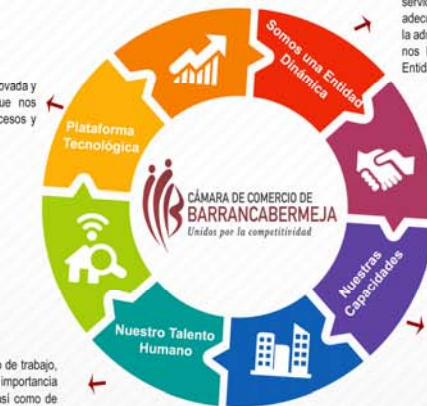 servic
adecu
la adm
nos
Entid
Somos una Entidad
Dinámica
ovada y
ue nos
cesos y
Plataforma
Tecnológica
CÁMARA DE COMERCIO DE
BARRANCABERMEJA
Unidos por la competitividad
Nuestras
Capacidades
Nuestro Talento
Humano
o de trabajo,
importancia
así como de